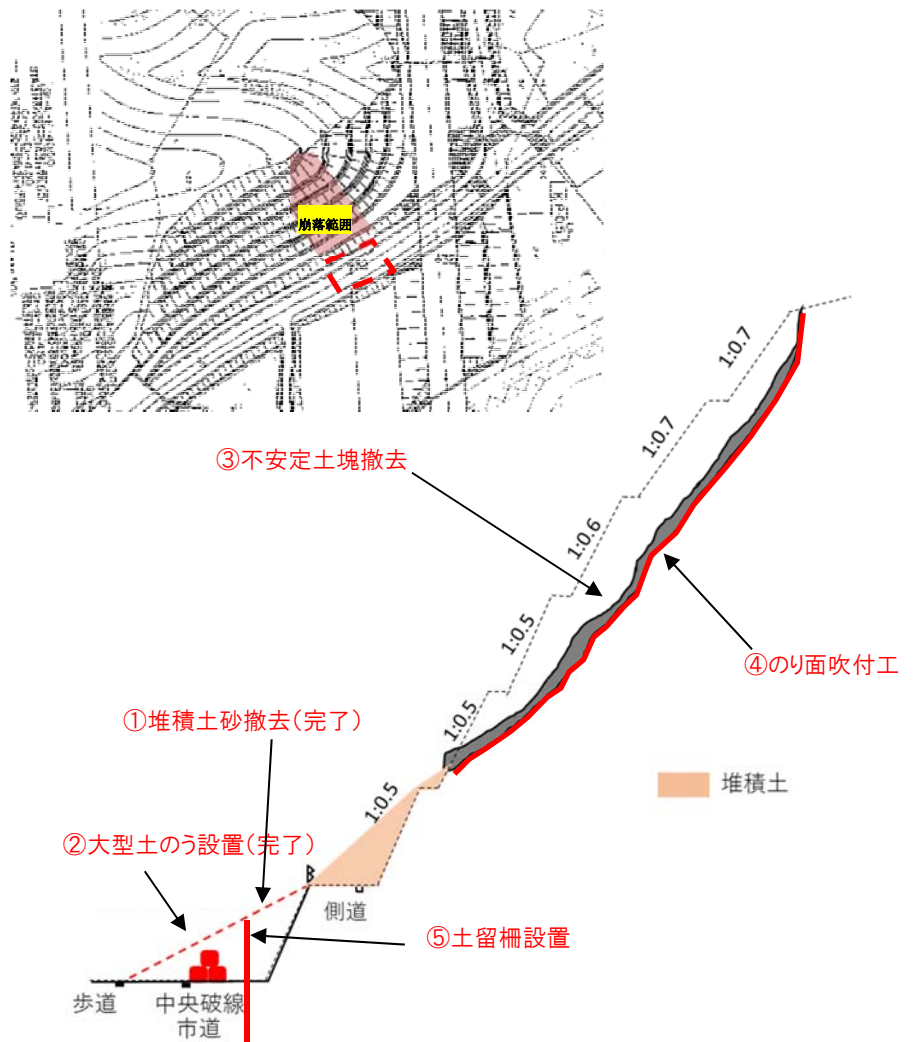 崩落範囲
1:0.7
1:0.7
③不安定土塊撤去
1:0.6
1:0.5
④のり面吹付工
1:0.5
①堆積土砂撤去(完了)
堆積土
1:0.5
②大型土のう設置(完了)
側道
⑤土留柵設置
歩道
中央破線
市道